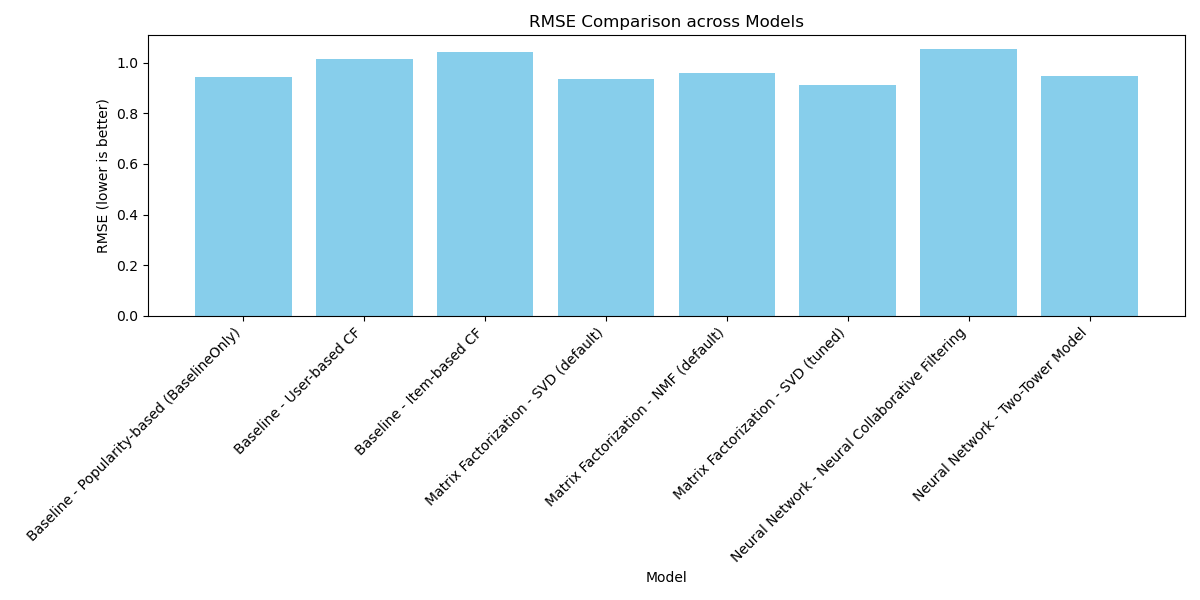 RMSE Comparison across Models
RMSE (lower is better)
1.0
0.8
0.6
0.4
0.2
0.0
Baseline - Popularity-based (BaselineOnly)
Baseline - User-based CF
Baseline - Item-based CF
Matrix Factorization - SVD (default)
Matrix Factorization - NMF (default)
Matrix Factorization - SVD (tuned)
Neural Network - Neural Collaborative Filtering
Neural Network - Two-Tower Model
Model